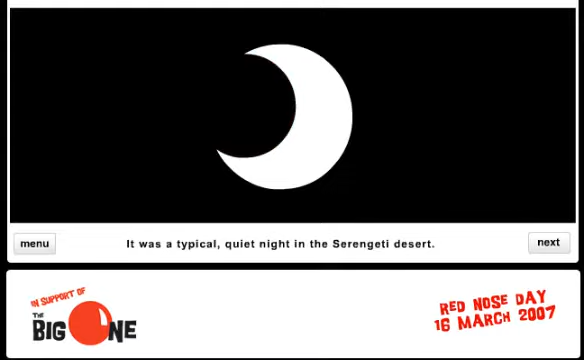 menu
It was a typical, quiet night in the Serengeti desert.
next
IN SUPPORT OF
THE
BIG ONE
RED NOSE DAY
16 MARCH 2007